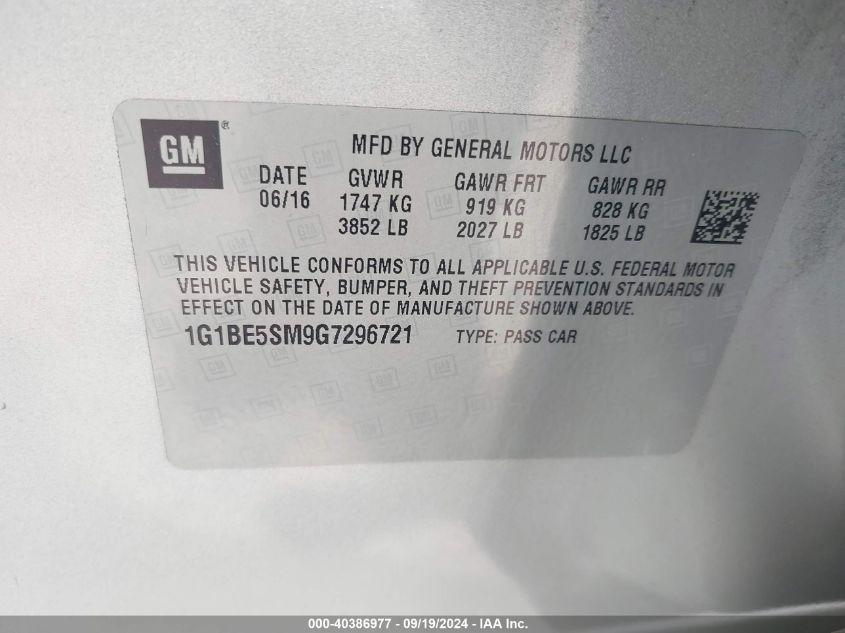 GM®
MFD BY GENERAL MOTORS LLC
DATE GVWR GAWR FRT GAWR RR
06/16 1747 KG 919 KG 828 KG
3852 LB 2027 LB 1825 LB
THIS VEHICLE CONFORMS TO ALL APPLICABLE U.S. FEDERAL MOTOR
VEHICLE SAFETY, BUMPER, AND THEFT PREVENTION STANDARDS IN
EFFECT ON THE DATE OF MANUFACTURE SHOWN ABOVE.
1G1BE5SM9G7296721 TYPE: PASS CAR
000-40386977 - 09/19/2024 - IAA Inc.